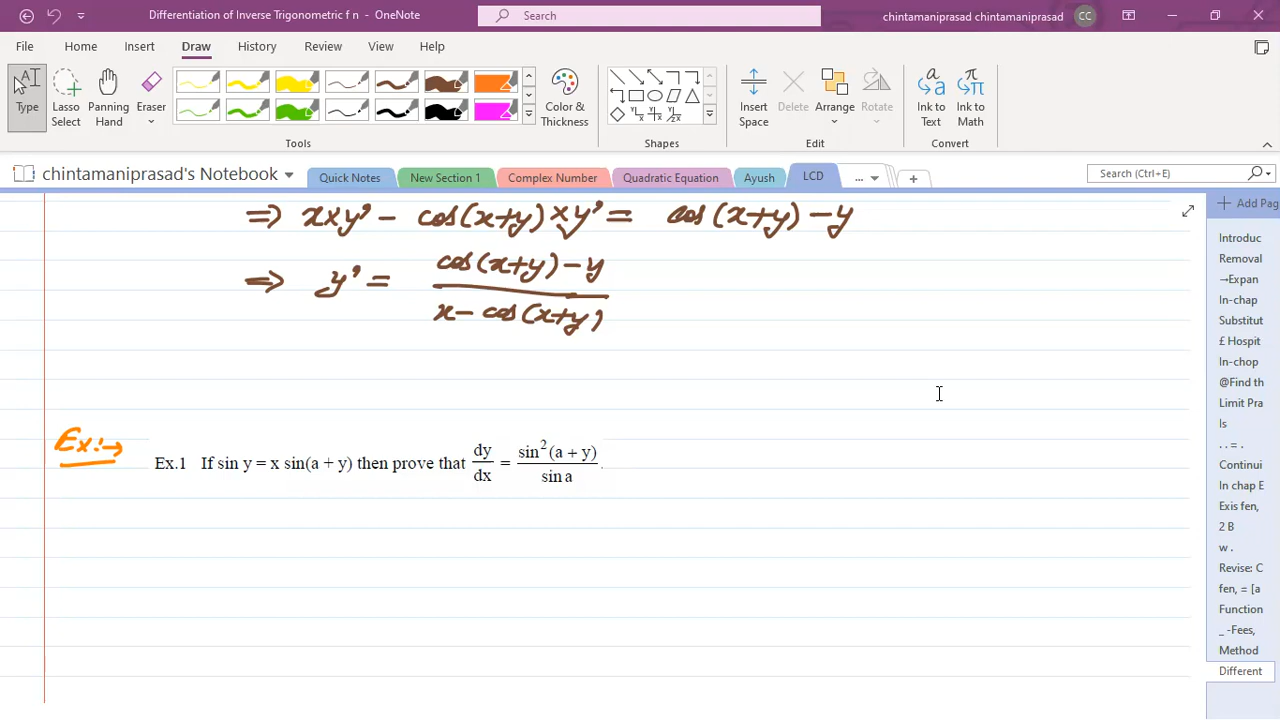 Differentiation of Inverse Trigonometric f n - OneNote
Search
chintamaniprasad chintamaniprasad
CC
File Home Insert Draw History Review View Help
Type
Lasso Select
Panning Hand
Eraser
Color & Thickness
Insert Space
Delete
Arrange
Rotate
Ink to Text
Ink to Math
Tools
Shapes
Edit
Convert
chintamaniprasad's Notebook
Quick Notes
New Section 1
Complex Number
Quadratic Equation
Ayush
LCD
...
Search (Ctrl+E)
⇒ x×y' - cos(x+y)×y' = cos(x+y) - y
⇒ y' = (cos(x+y) - y)/(x - cos(x+y))
Ex:→
Ex.1 If sin y = x sin(a + y) then prove that dy/dx = sin²(a + y)/sin a.
Add Pag
Introduc
Removal
→Expan
In-chap
Substitut
£ Hospit
In-chop
@Find th
Limit Pra
Is
. . = .
Continui
In chap E
Exis fen,
2 B
w .
Revise: C
fen, = [a
Function
_ -Fees,
Method
Different